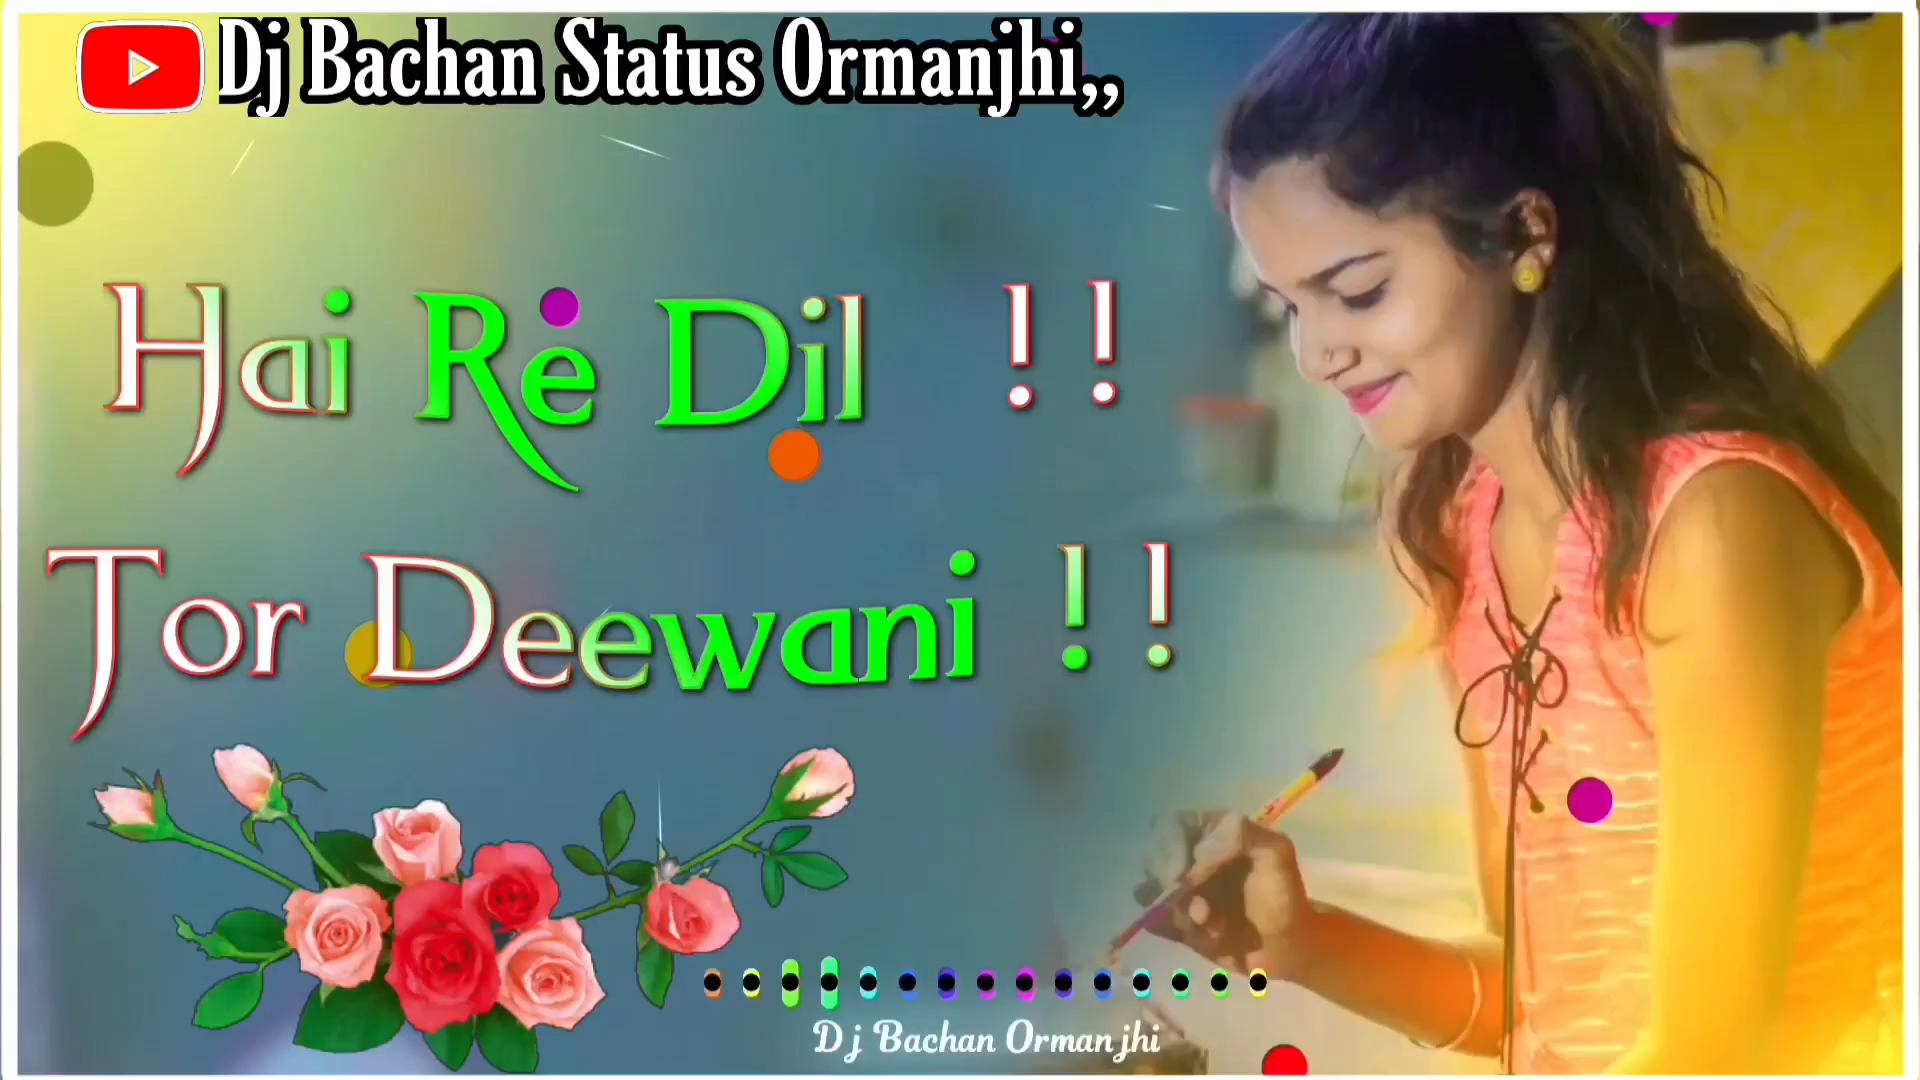 Dj Bachan Status Ormanjhi,,
Hai Re Dil !!
Tor Deewani !!
Dj Bachan Ormanjhi